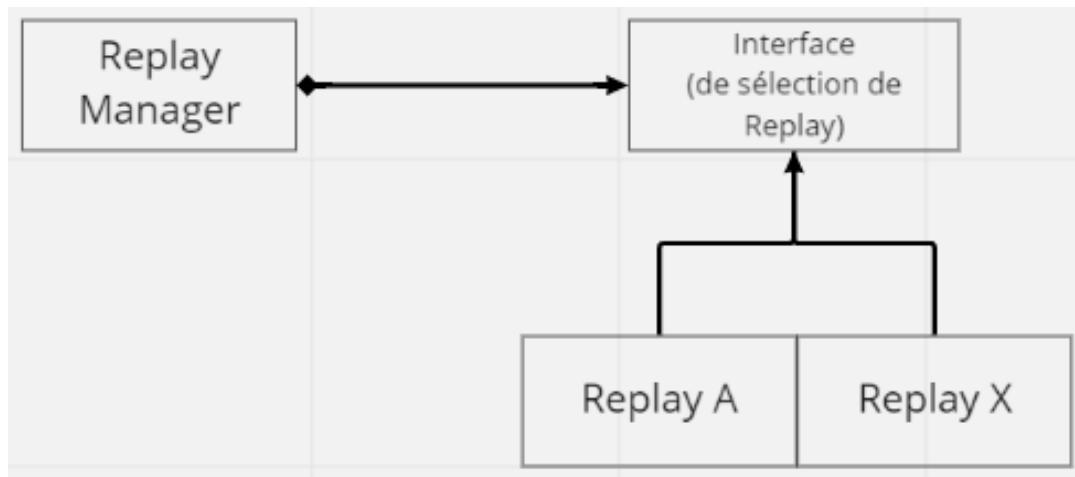 Replay
Manager
Interface
(de sélection de
Replay)
Replay A
Replay X